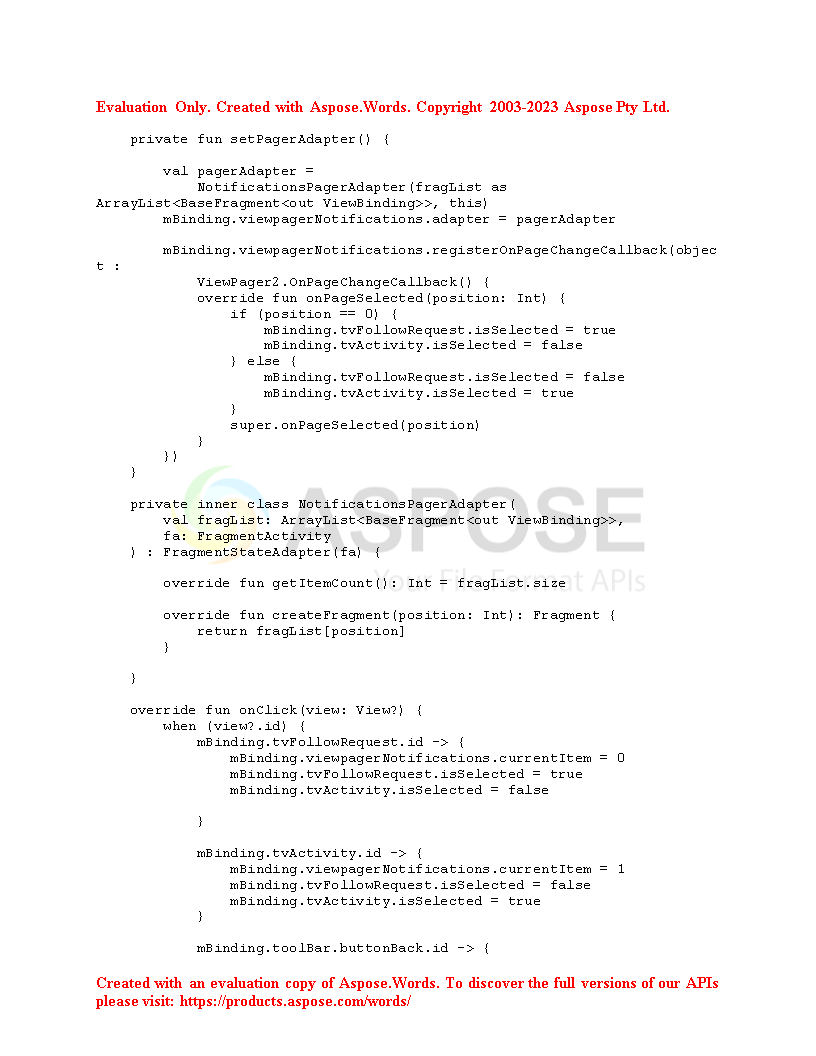 Evaluation Only. Created with Aspose.Words. Copyright 2003-2023 Aspose Pty Ltd.
    private fun setPagerAdapter() {
        val pagerAdapter =
            NotificationsPagerAdapter(fragList as
ArrayList<BaseFragment<out ViewBinding>>, this)
        mBinding.viewpagerNotifications.adapter = pagerAdapter
        mBinding.viewpagerNotifications.registerOnPageChangeCallback(objec
t :
            ViewPager2.OnPageChangeCallback() {
            override fun onPageSelected(position: Int) {
                if (position == 0) {
                    mBinding.tvFollowRequest.isSelected = true
                    mBinding.tvActivity.isSelected = false
                } else {
                    mBinding.tvFollowRequest.isSelected = false
                    mBinding.tvActivity.isSelected = true
                }
                super.onPageSelected(position)
            }
        })
    }
    private inner class NotificationsPagerAdapter(
        val fragList: ArrayList<BaseFragment<out ViewBinding>>,
        fa: FragmentActivity
    ) : FragmentStateAdapter(fa) {
ASPOSE
Your File Format APIs
        override fun getItemCount(): Int = fragList.size
        override fun createFragment(position: Int): Fragment {
            return fragList[position]
        }
    }
    override fun onClick(view: View?) {
        when (view?.id) {
            mBinding.tvFollowRequest.id -> {
                mBinding.viewpagerNotifications.currentItem = 0
                mBinding.tvFollowRequest.isSelected = true
                mBinding.tvActivity.isSelected = false
            }
            mBinding.tvActivity.id -> {
                mBinding.viewpagerNotifications.currentItem = 1
                mBinding.tvFollowRequest.isSelected = false
                mBinding.tvActivity.isSelected = true
            }
            mBinding.toolBar.buttonBack.id -> {
Created with an evaluation copy of Aspose.Words. To discover the full versions of our APIs
please visit: https://products.aspose.com/words/